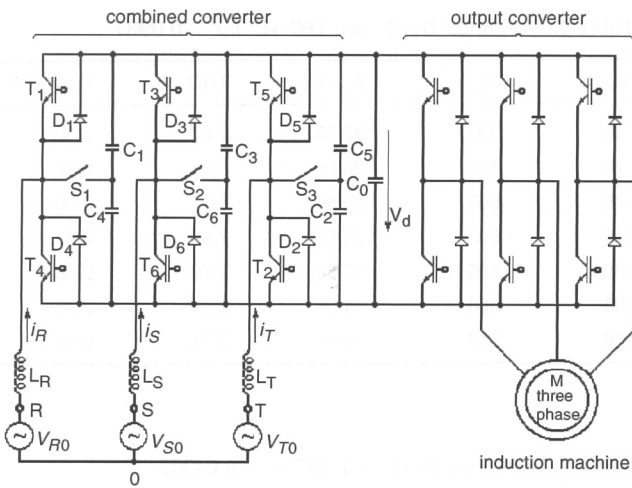 combined converter
output converter
T1
T3
T5
D1
D3
D5
C1
C3
C5
S1
S2
S3
C0
Vd
C4
C6
C2
D4
D6
D2
T4
T6
T2
iR
iS
iT
LR
LS
LT
R
S
T
VR0
VS0
VT0
0
M
three
phase
induction machine